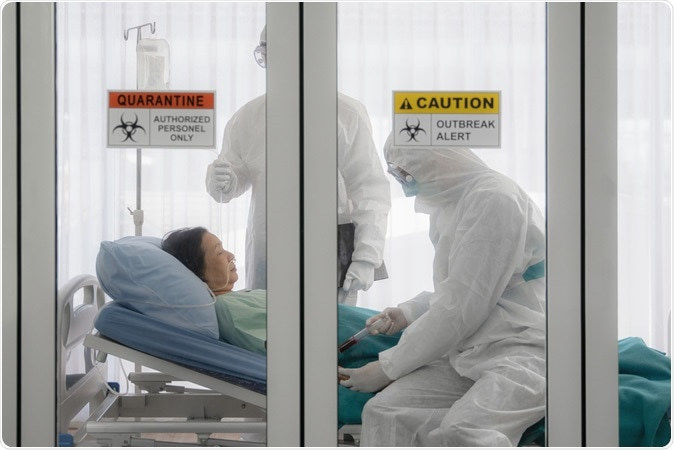 QUARANTINE
AUTHORIZED
PERSONEL
ONLY
CAUTION
OUTBREAK
ALERT